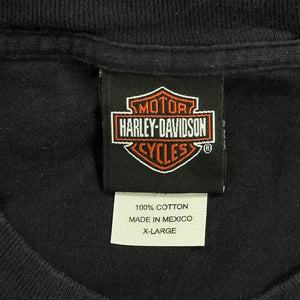 MOTOR
HARLEY-DAVIDSON
CYCLES
®
100% COTTON
MADE IN MEXICO
X-LARGE